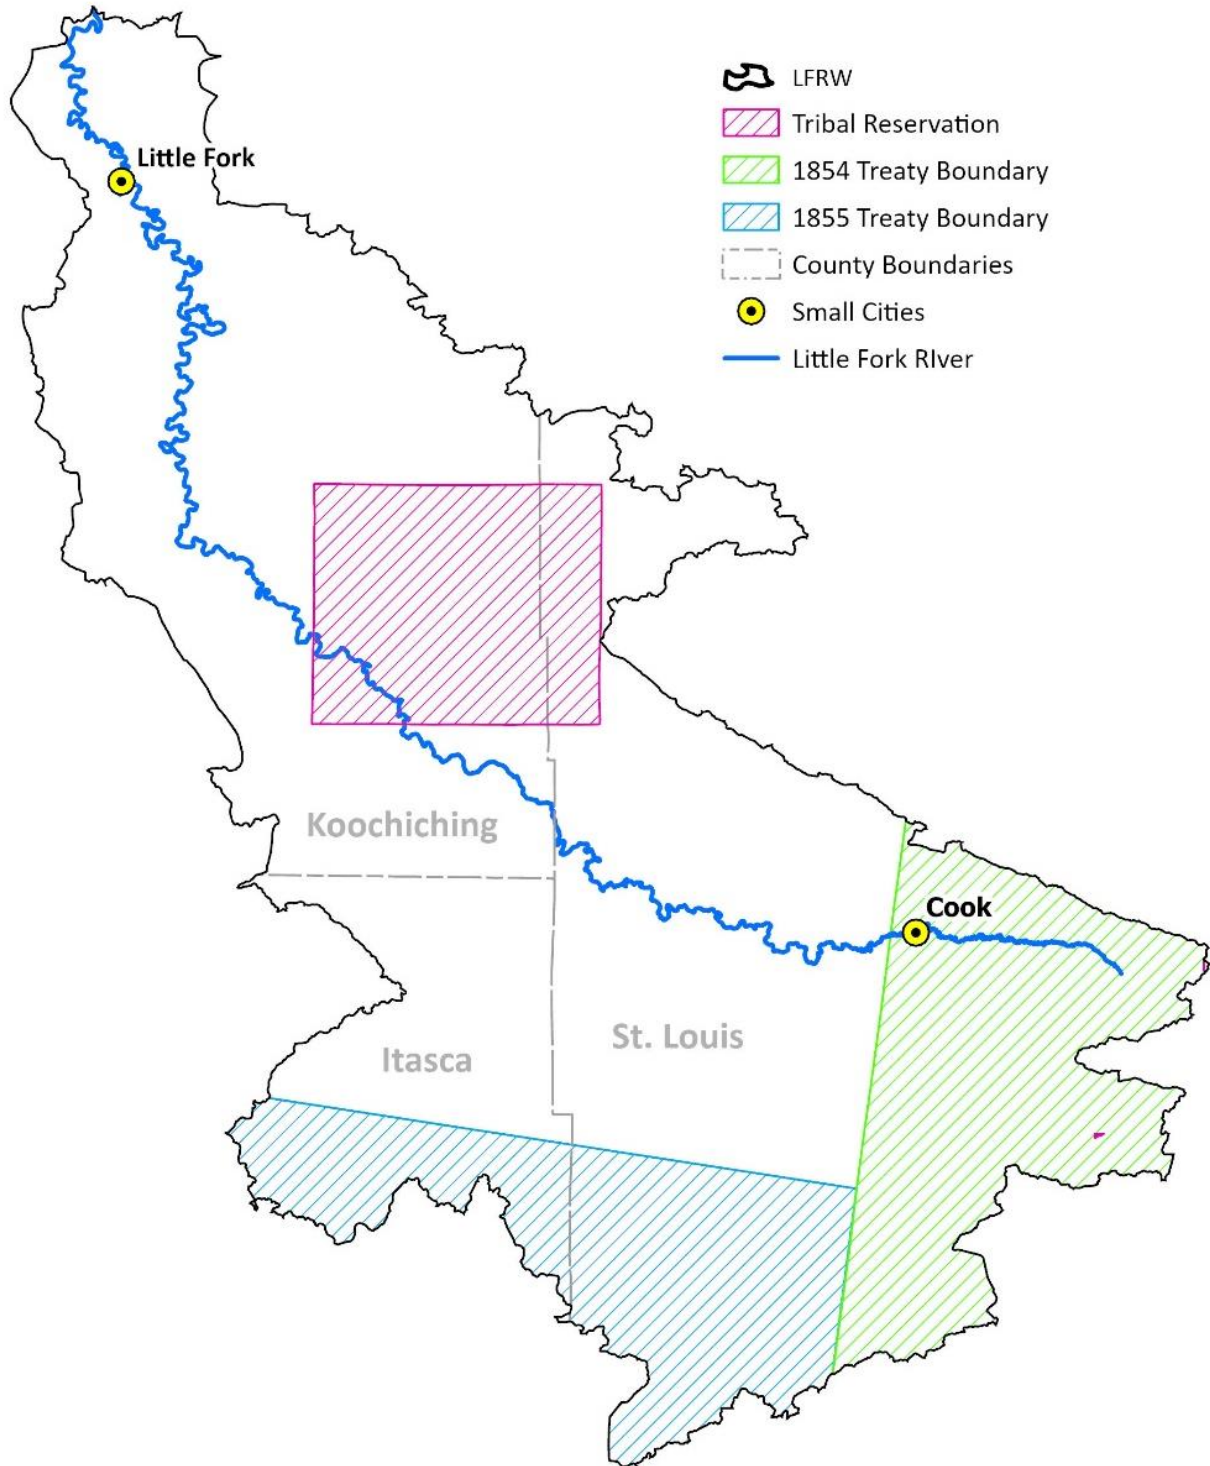 LFRW
Tribal Reservation
1854 Treaty Boundary
1855 Treaty Boundary
County Boundaries
Small Cities
Little Fork RIver
Little Fork
Koochiching
Cook
St. Louis
Itasca